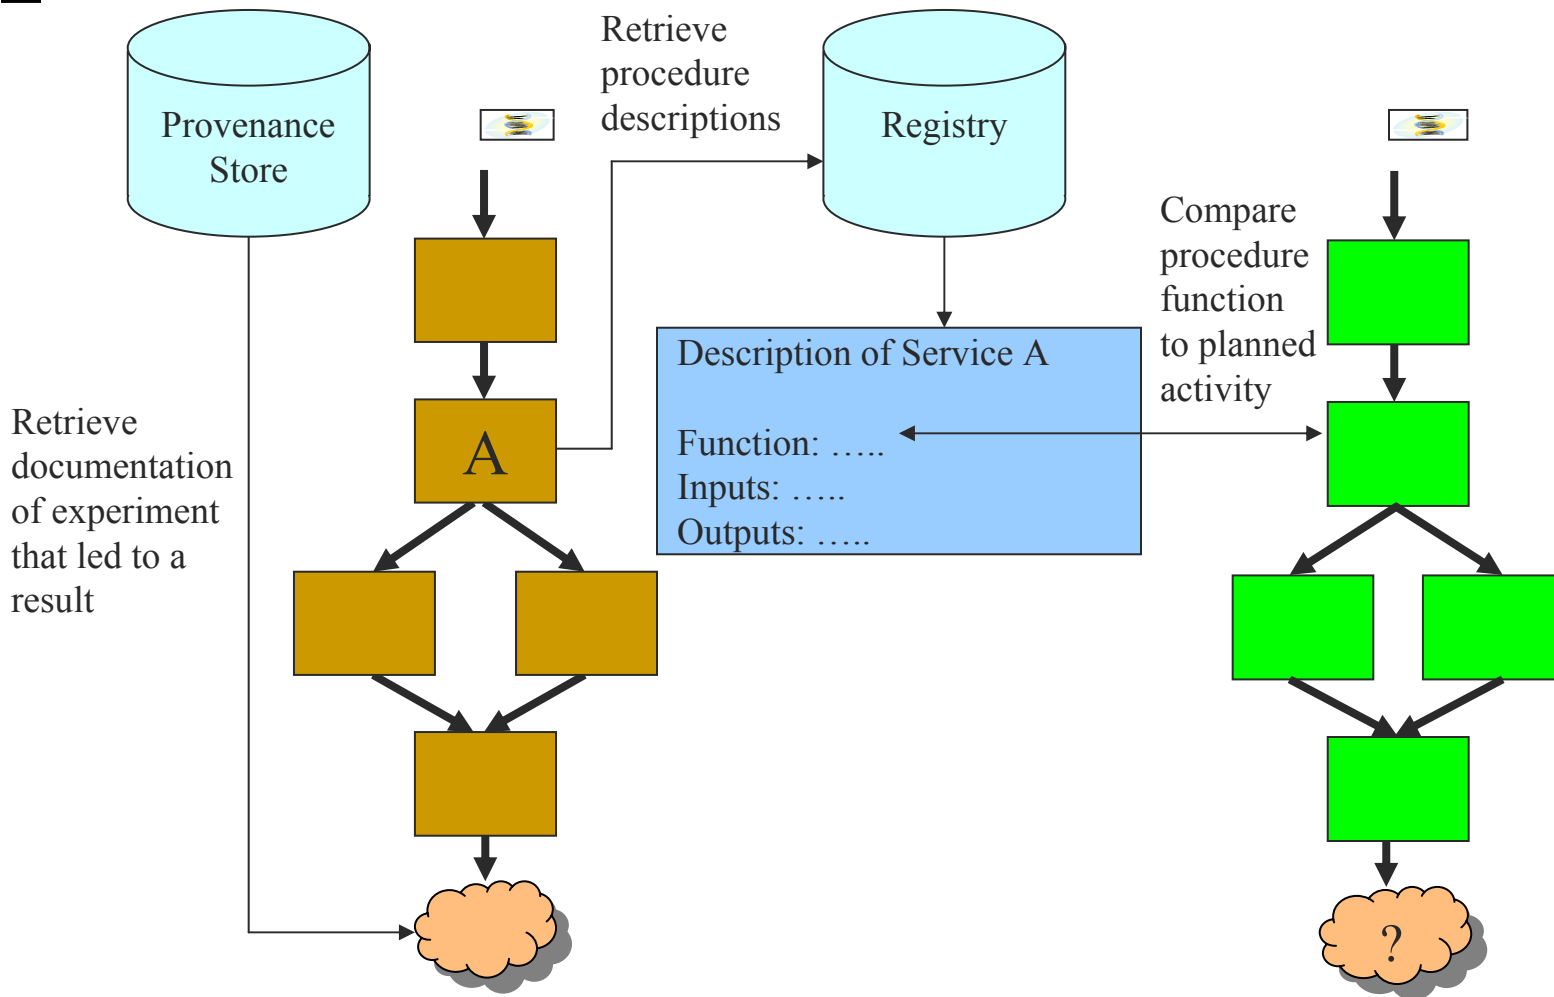 Provenance
Store
Retrieve
procedure
descriptions
Registry
Compare
procedure
function
to planned
activity
Description of Service A
Function: …..
Inputs: …..
Outputs: …..
A
Retrieve
documentation
of experiment
that led to a
result
?